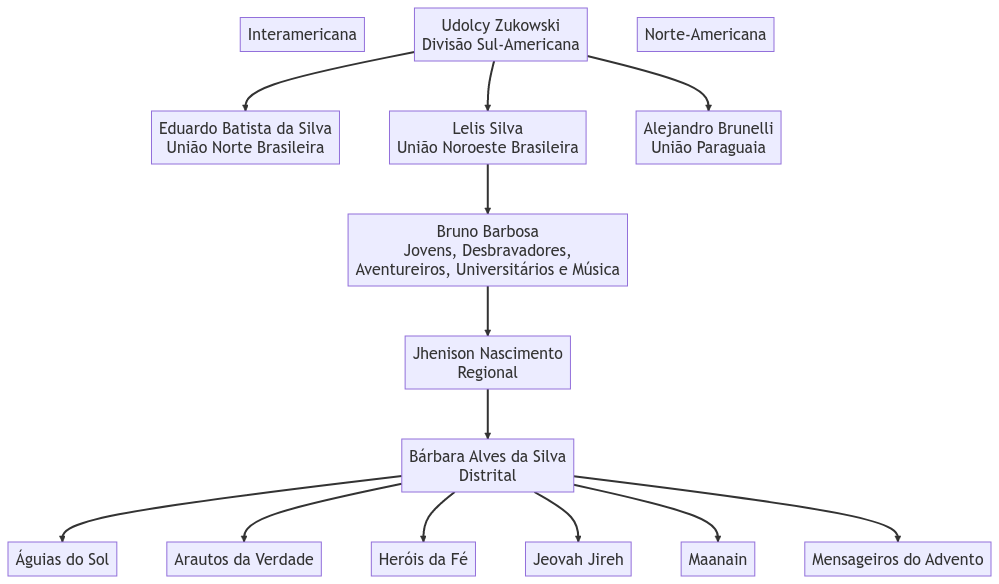 Interamericana
Udolcy Zukowski
Divisão Sul-Americana
Norte-Americana
Eduardo Batista da Silva
União Norte Brasileira
Lelis Silva
União Noroeste Brasileira
Alejandro Brunelli
União Paraguaia
Bruno Barbosa
Jovens, Desbravadores,
Aventureiros, Universitários e Música
Jhenison Nascimento
Regional
Bárbara Alves da Silva
Distrital
Águias do Sol
Arautos da Verdade
Heróis da Fé
Jeovah Jireh
Maanain
Mensageiros do Advento